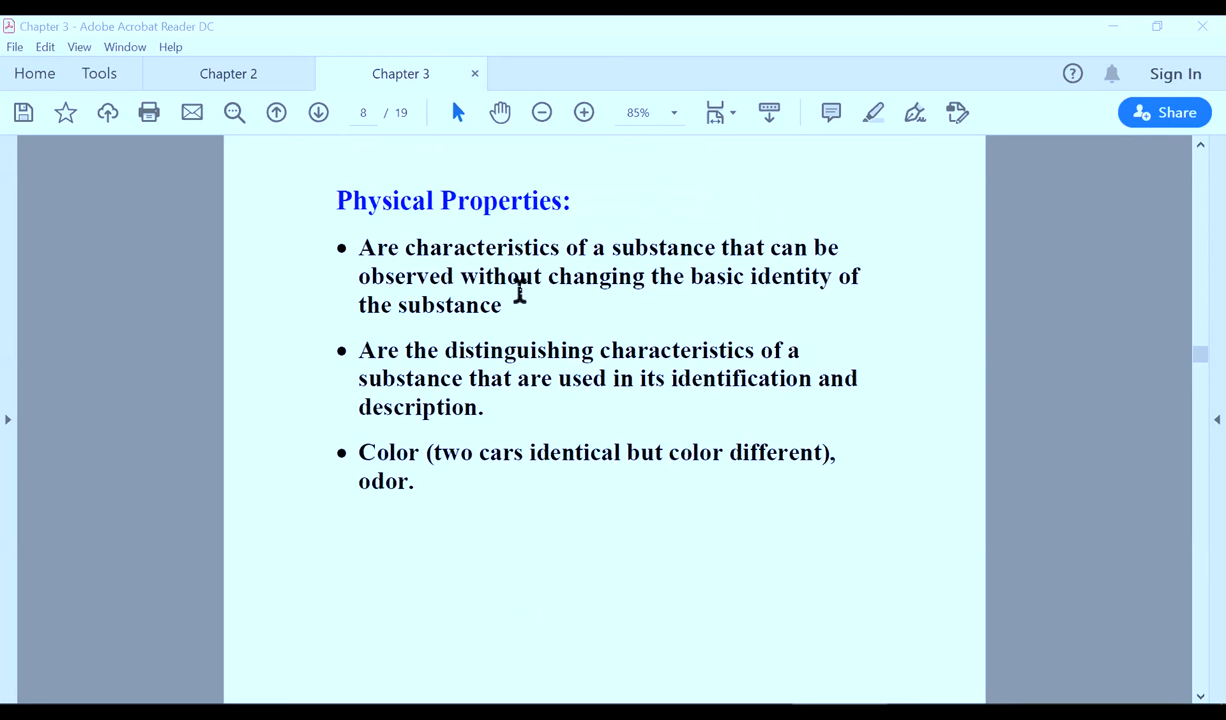 Chapter 3 - Adobe Acrobat Reader DC
File Edit View Window Help
Home Tools Chapter 2 Chapter 3 × Sign In
8 / 19 85% Share
Physical Properties:
• Are characteristics of a substance that can be
observed without changing the basic identity of
the substance
• Are the distinguishing characteristics of a
substance that are used in its identification and
description.
• Color (two cars identical but color different),
odor.